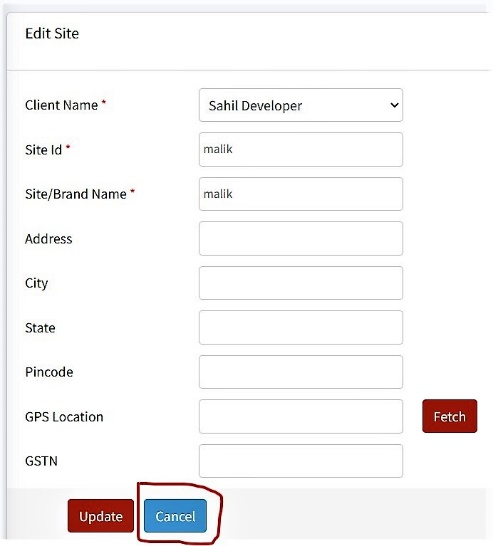 Edit Site
Client Name * Sahil Developer
Site Id * malik
Site/Brand Name * malik
Address
City
State
Pincode
GPS Location Fetch
GSTN
Update Cancel